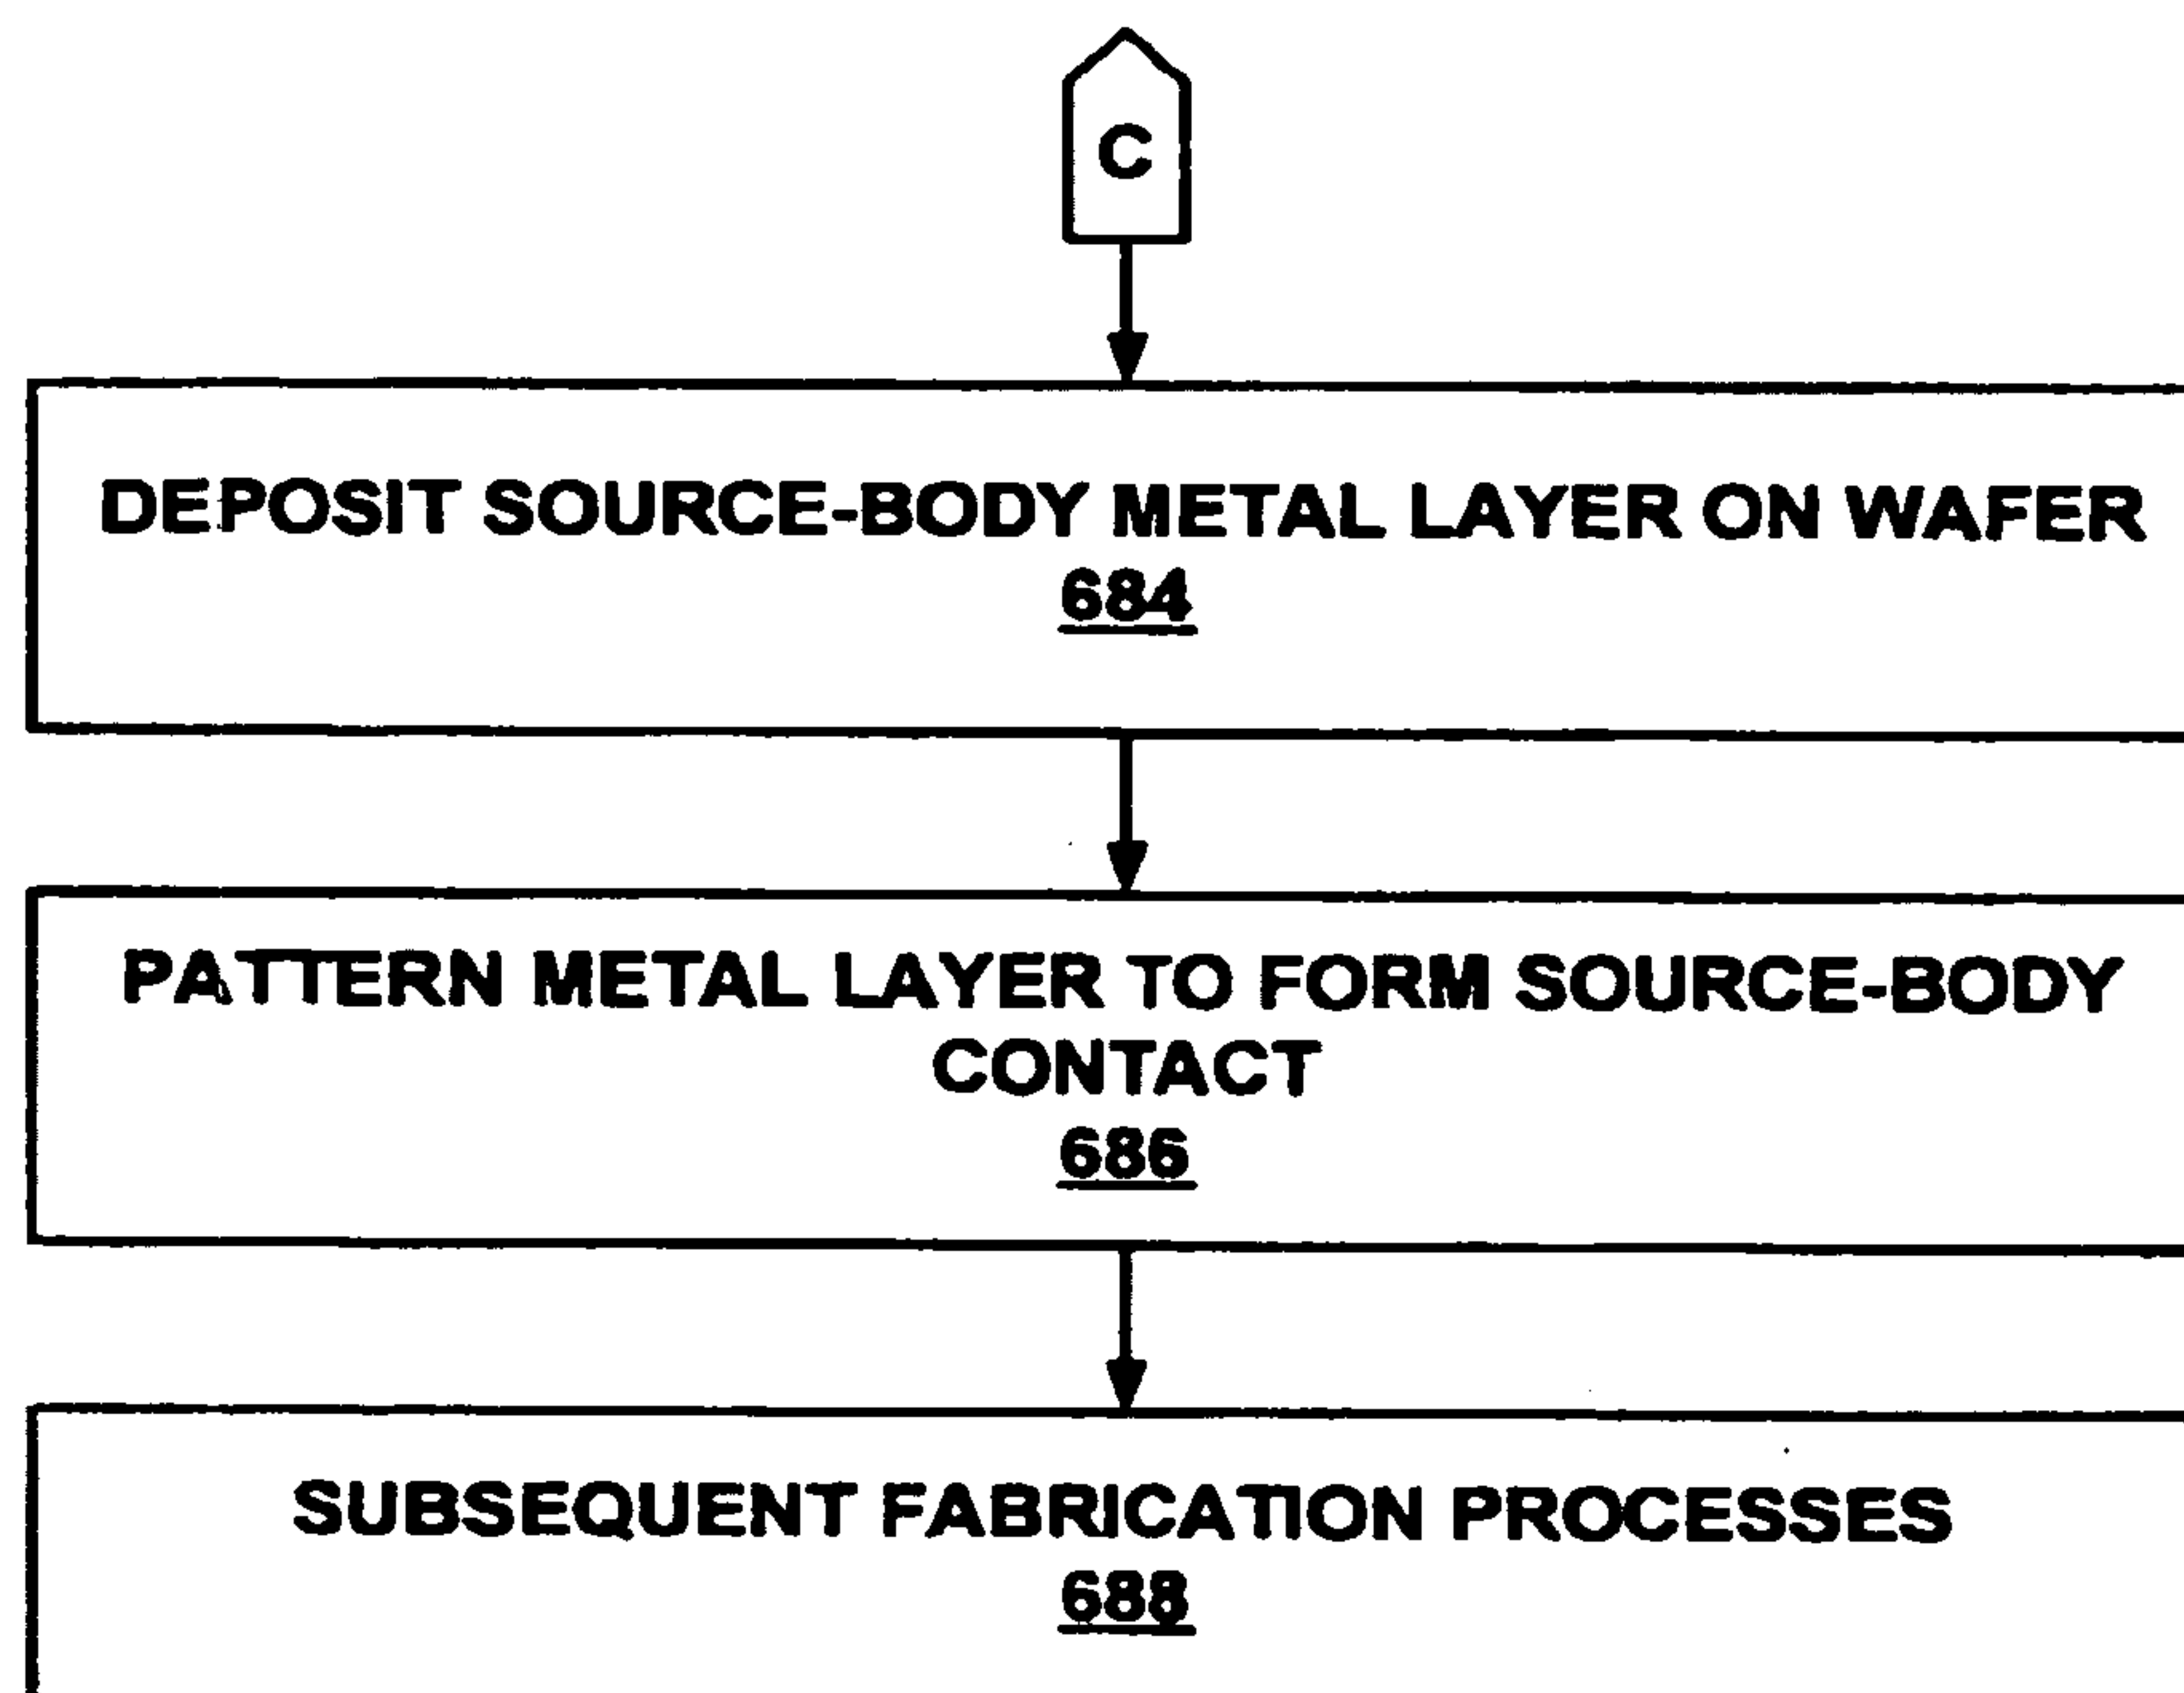 C
DEPOSIT SOURCE-BODY METAL LAYER ON WAFER
684
PATTERN METAL LAYER TO FORM SOURCE-BODY
CONTACT
686
SUBSEQUENT FABRICATION PROCESSES
688